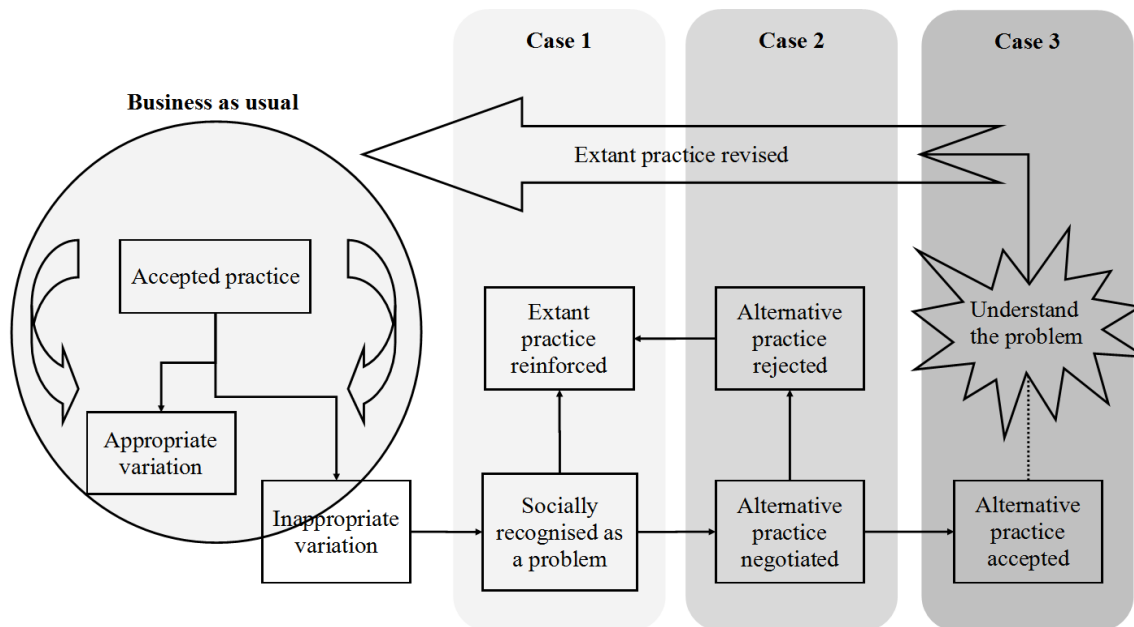 Case 1
Case 2
Case 3
Business as usual
Extant practice revised
Accepted practice
Extant
practice
reinforced
Alternative
practice
rejected
Understand
the problem
Appropriate
variation
Inappropriate
variation
Socially
recognised as
a problem
Alternative
practice
negotiated
Alternative
practice
accepted